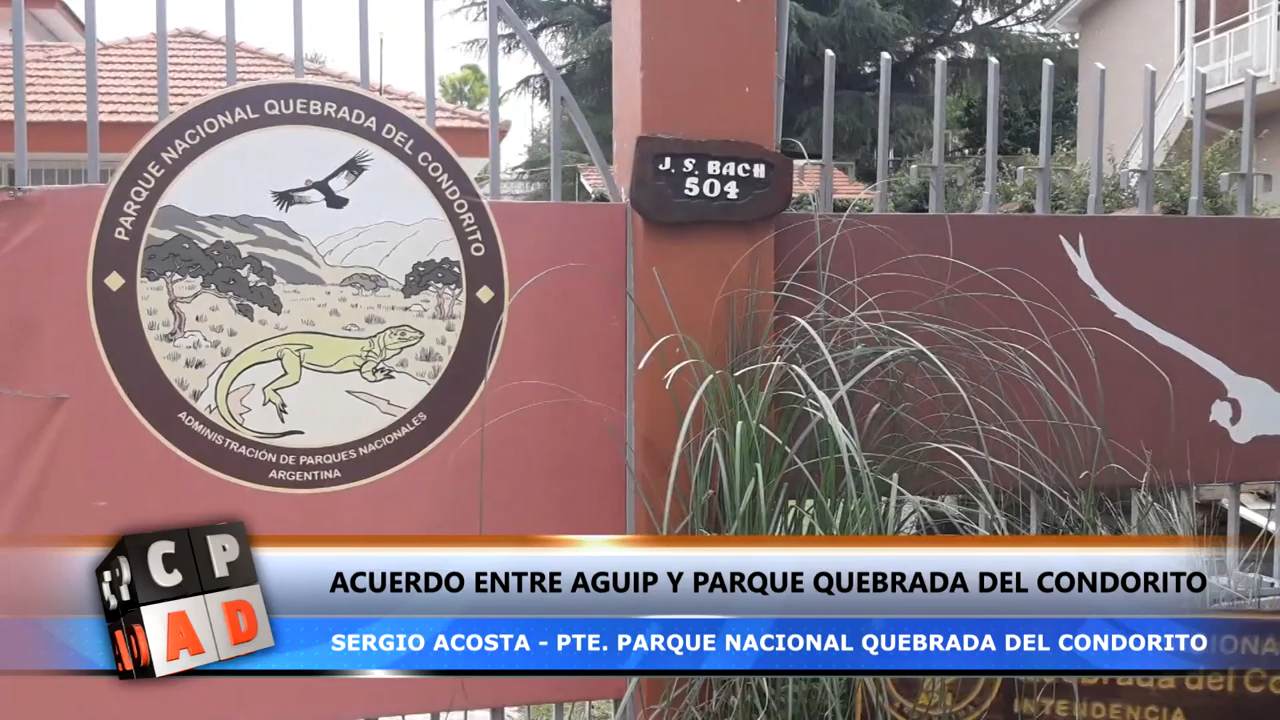 PARQUE NACIONAL QUEBRADA DEL CONDORITO
ADMINISTRACIÓN DE PARQUES NACIONALES
ARGENTINA
J. S. BACH
504
CP
AD
ACUERDO ENTRE AGUIP Y PARQUE QUEBRADA DEL CONDORITO
SERGIO ACOSTA - PTE. PARQUE NACIONAL QUEBRADA DEL CONDORITO
del
INTENDENCIA